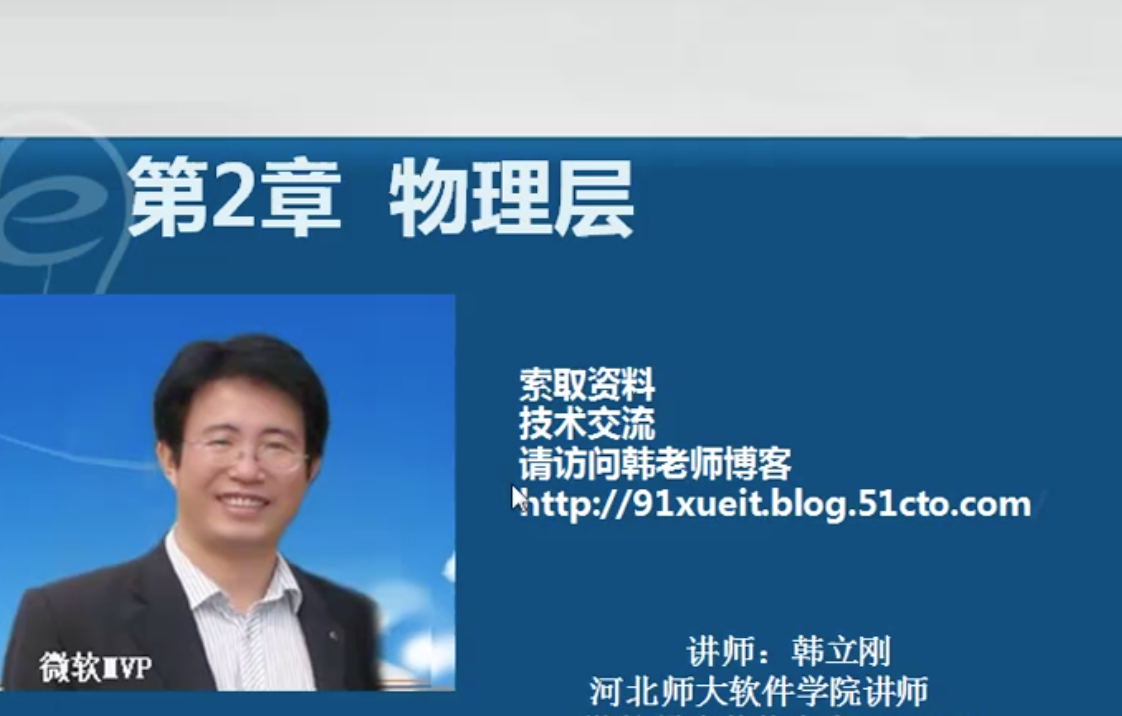 第2章 物理层
索取资料
技术交流
请访问韩老师博客
http://91xueit.blog.51cto.com
微软MVP
讲师：韩立刚
河北师大软件学院讲师